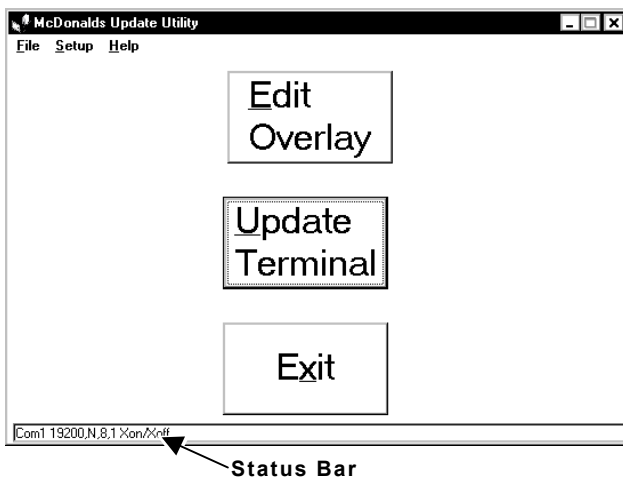 McDonalds Update Utility
File Setup Help
Edit
Overlay
Update
Terminal
Exit
Com1 19200,N,8,1 Xon/Xoff
Status Bar